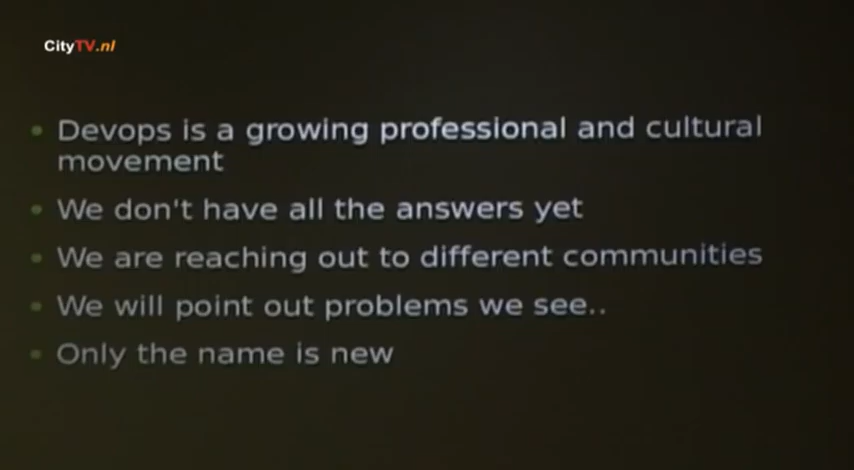 CityTV.nl
Devops is a growing professional and cultural
movement
We don't have all the answers yet
We are reaching out to different communities
We will point out problems we see..
Only the name is new